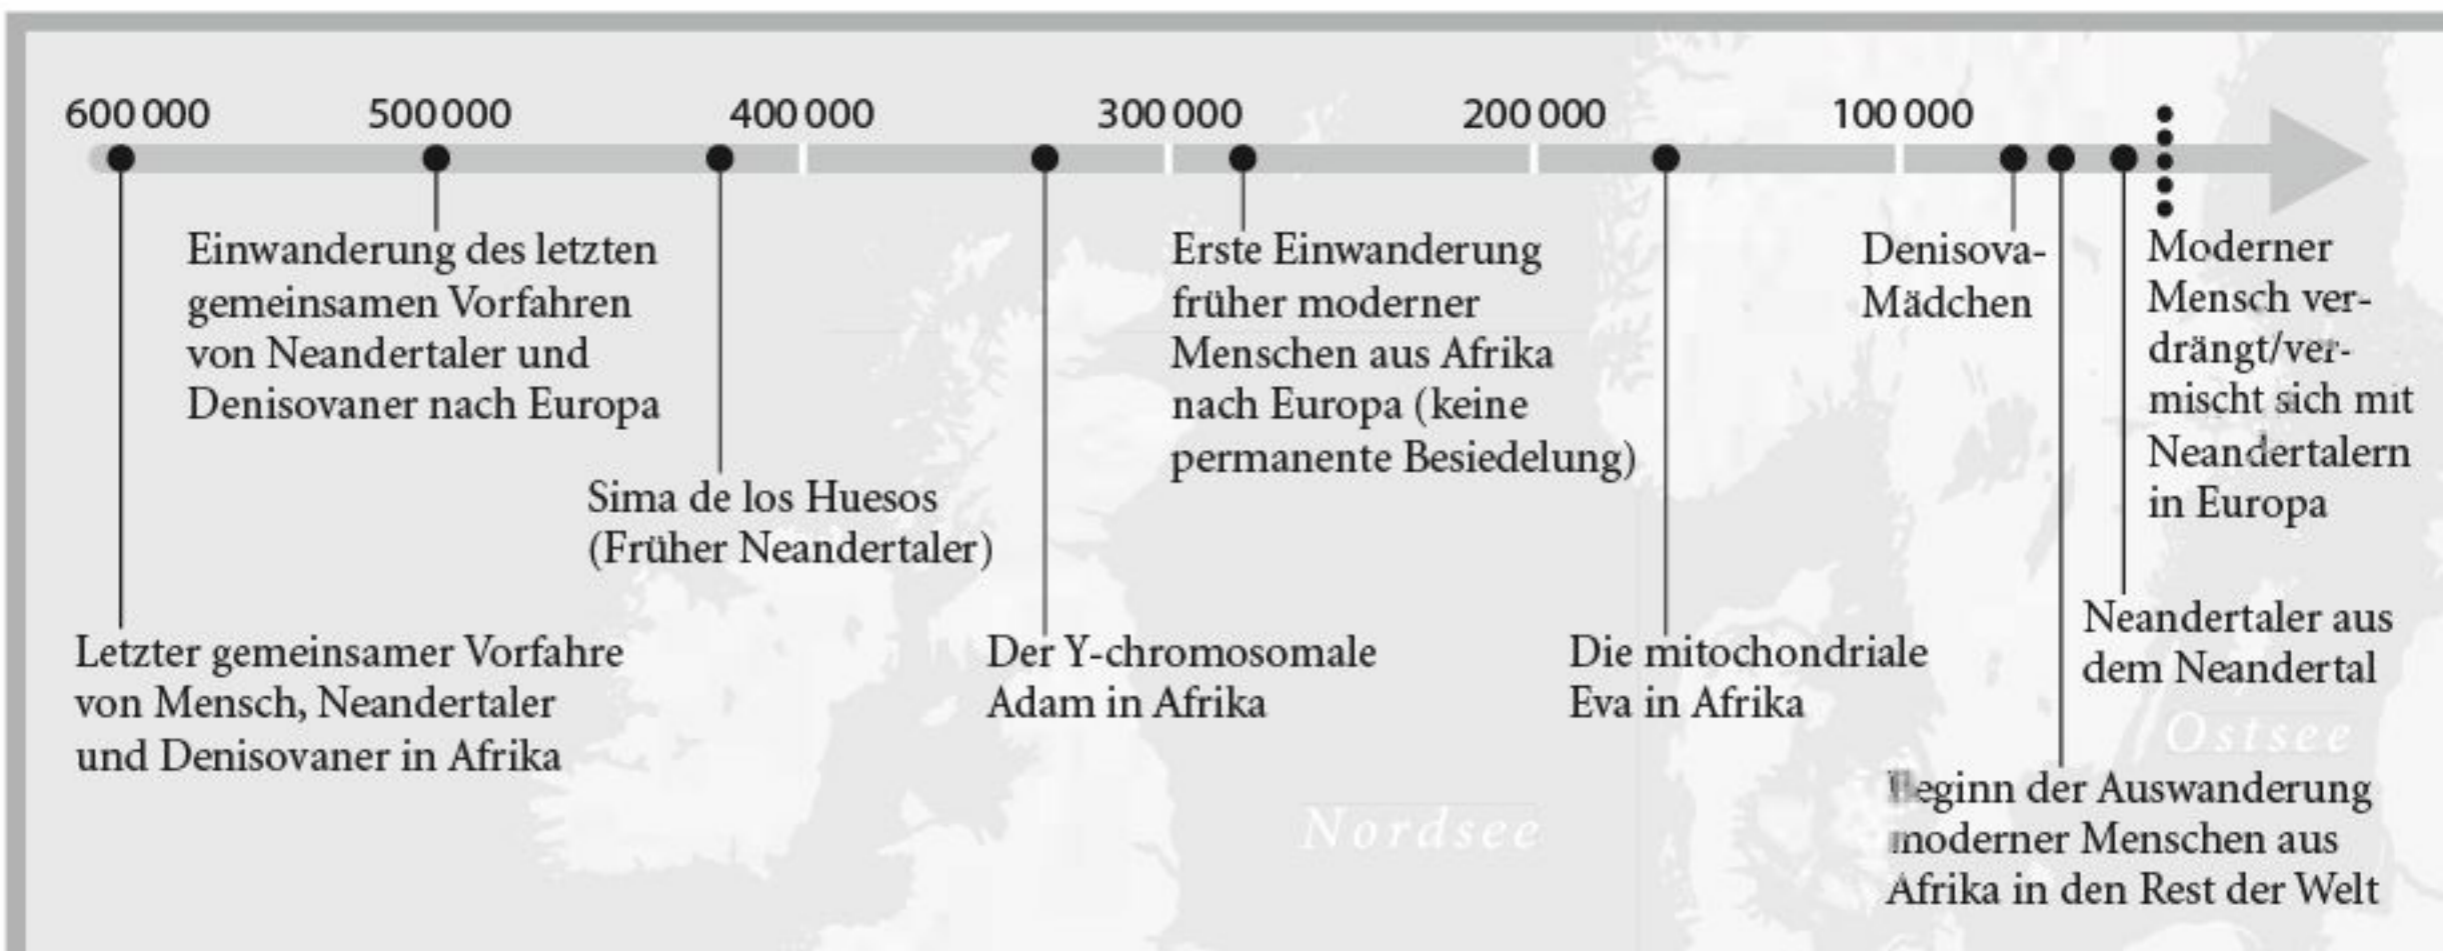 600 000 500 000 400 000 300 000 200 000 100 000
Einwanderung des letzten
gemeinsamen Vorfahren
von Neandertaler und
Denisovaner nach Europa
Erste Einwanderung
früher moderner
Menschen aus Afrika
nach Europa (keine
permanente Besiedelung)
Denisova-
Mädchen
Moderner
Mensch ver-
drängt/ver-
mischt sich mit
Neandertalern
in Europa
Sima de los Huesos
(Früher Neandertaler)
Letzter gemeinsamer Vorfahre
von Mensch, Neandertaler
und Denisovaner in Afrika
Der Y-chromosomale
Adam in Afrika
Die mitochondriale
Eva in Afrika
Neandertaler aus
dem Neandertal
Ostsee
Beginn der Auswanderung
moderner Menschen aus
Afrika in den Rest der Welt
Nordsee